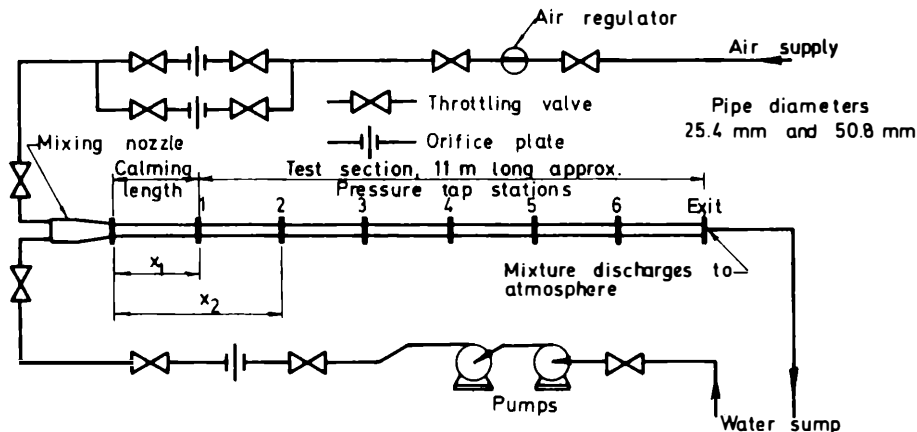 Air regulator
Air supply
Throttling valve
Pipe diameters
25.4 mm and 50.8 mm
Orifice plate
Mixing nozzle
Calming
length
Test section, 11 m long approx.
Pressure tap stations
1 2 3 4 5 6 Exit
x1
x2
Mixture discharges to
atmosphere
Pumps
Water sump